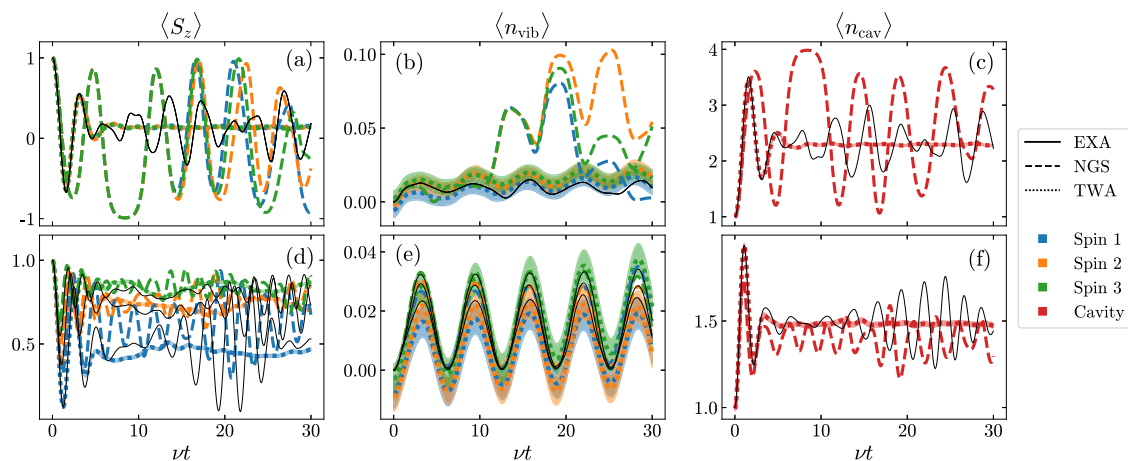 ⟨S_z⟩ ⟨n_vib⟩ ⟨n_cav⟩
1
0
-1
(a)
0.10
0.05
0.00
(b)
4
3
2
1
(c)
EXA
NGS
TWA
Spin 1
Spin 2
Spin 3
Cavity
1.0
0.5
(d)
0.04
0.02
0.00
(e)
2.0
1.5
1.0
(f)
0 10 20 30
0 10 20 30
0 10 20 30
νt νt νt